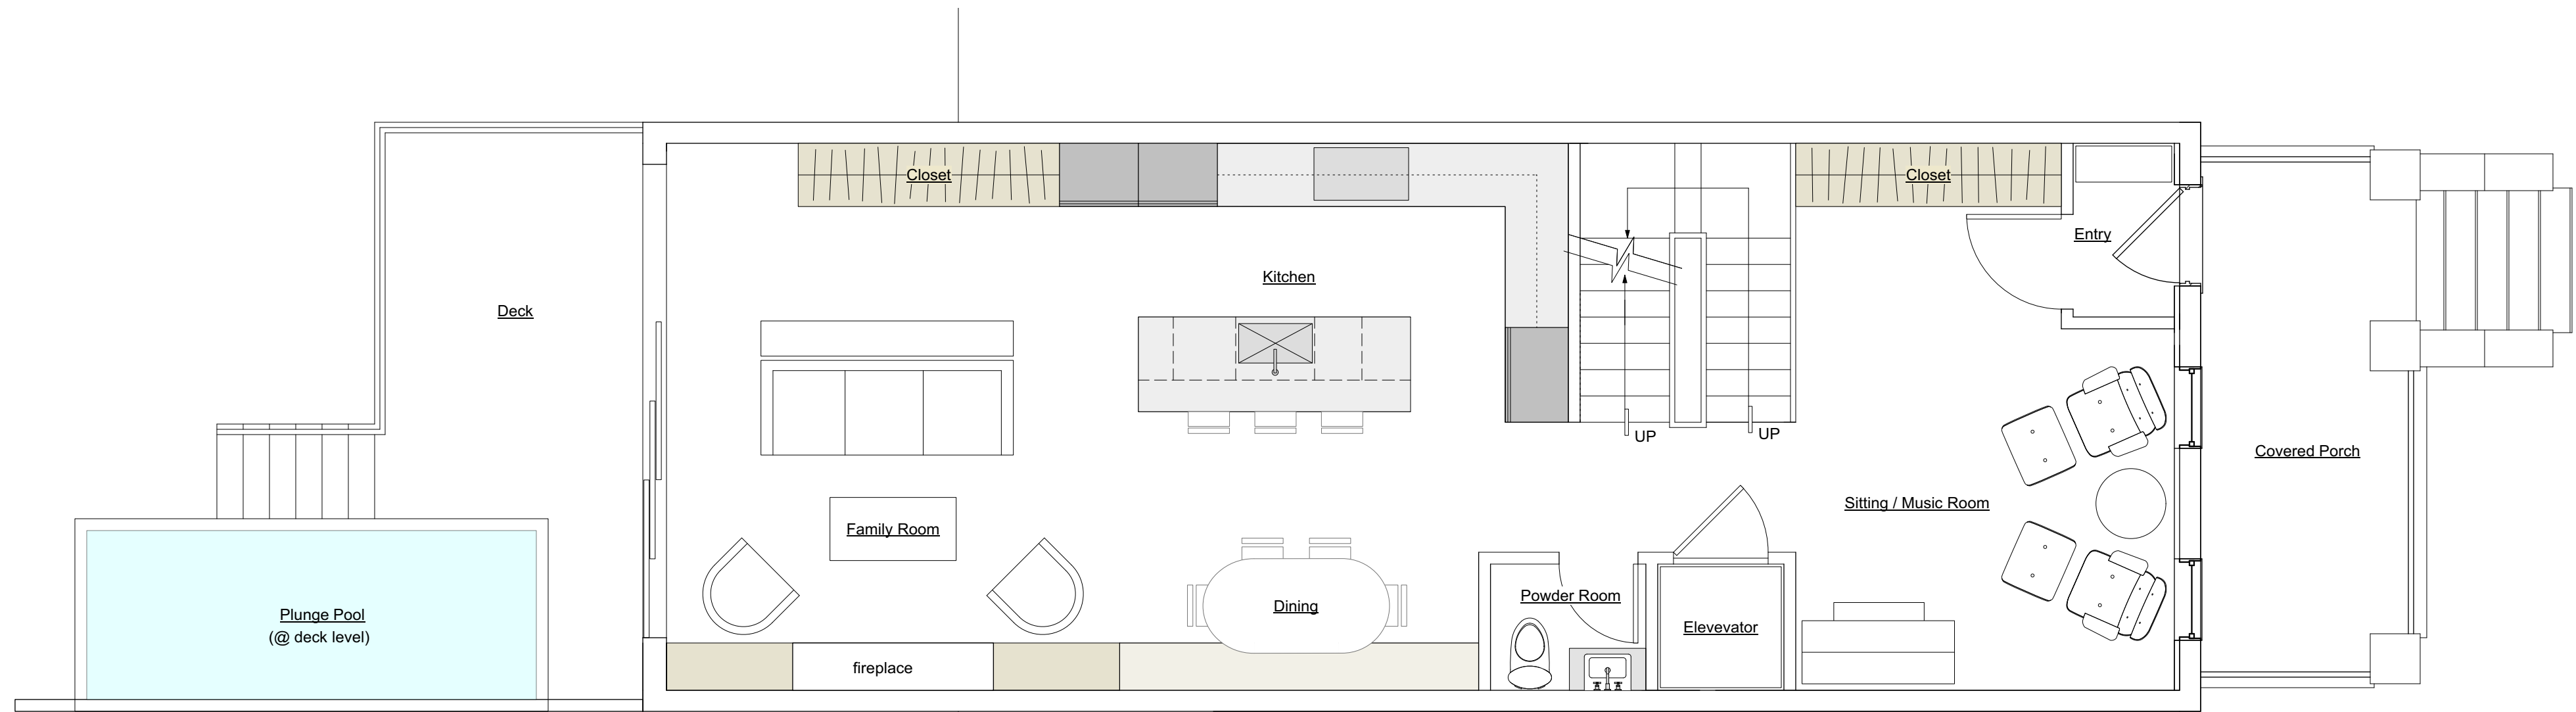 Closet
Closet
Entry
Kitchen
Deck
UP
UP
Covered Porch
Sitting / Music Room
Family Room
Powder Room
Dining
Plunge Pool
(@ deck level)
Elevevator
fireplace